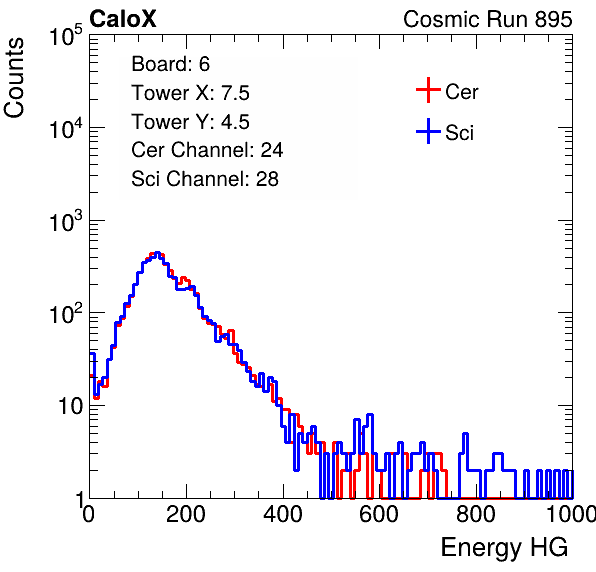 CaloX Cosmic Run 895
Counts
10^5
10^4
10^3
10^2
10
1
Board: 6
Tower X: 7.5
Tower Y: 4.5
Cer Channel: 24
Sci Channel: 28
Cer
Sci
0 200 400 600 800 1000
Energy HG